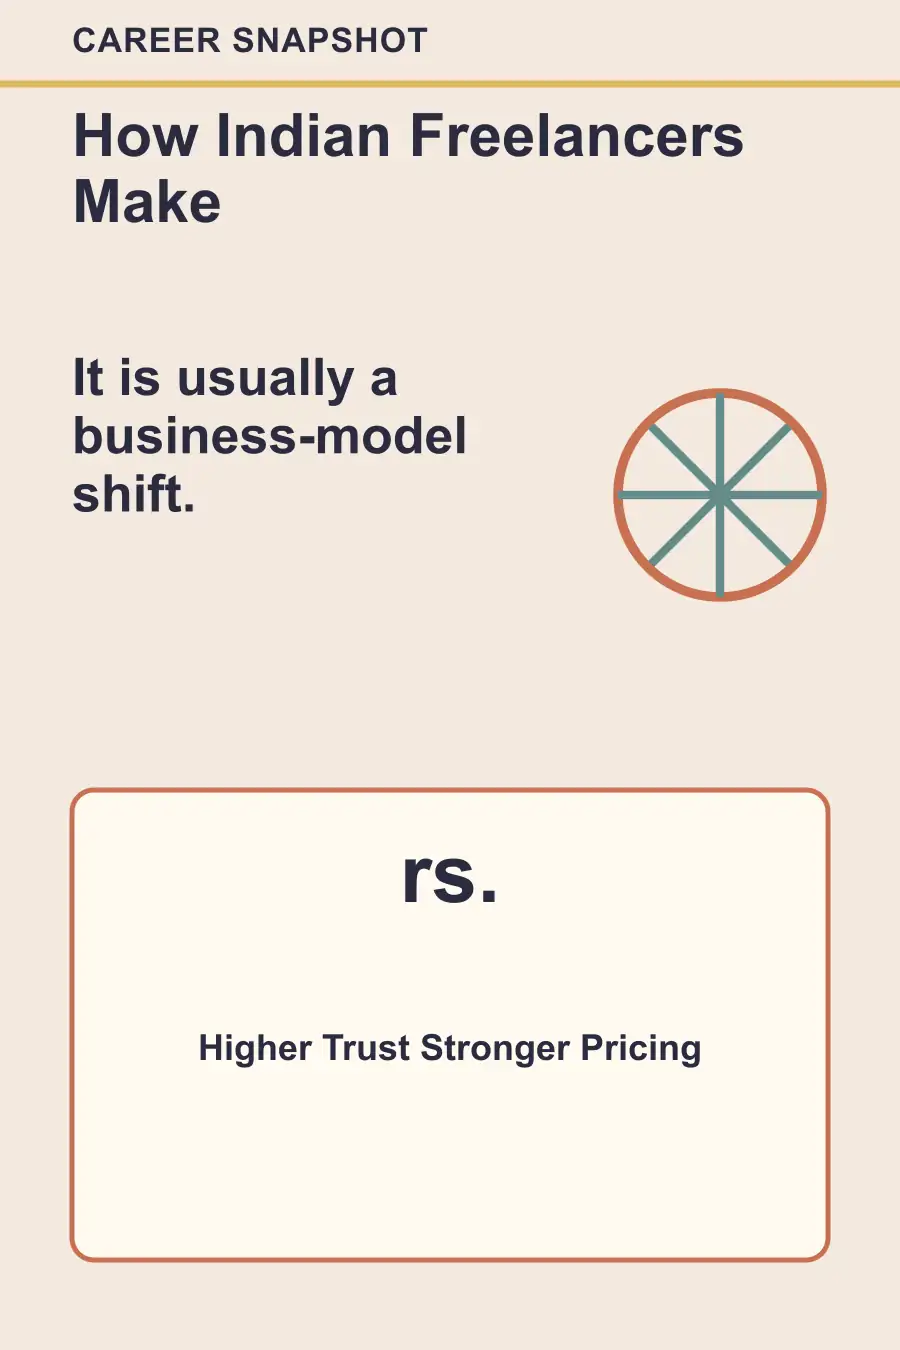 CAREER SNAPSHOT
How Indian Freelancers
Make
It is usually a
business-model
shift.
rs.
Higher Trust Stronger Pricing